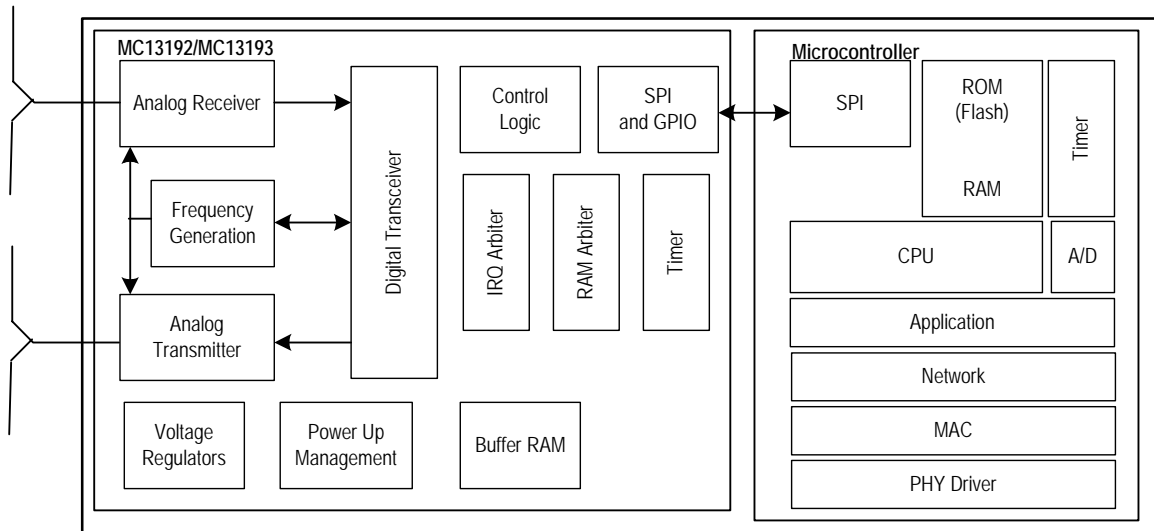 MC13192/MC13193
Analog Receiver
Frequency
Generation
Analog
Transmitter
Digital Transceiver
Control
Logic
SPI
and GPIO
IRQ Arbiter
RAM Arbiter
Timer
Voltage
Regulators
Power Up
Management
Buffer RAM
Microcontroller
SPI
ROM
(Flash)
RAM
Timer
CPU
A/D
Application
Network
MAC
PHY Driver